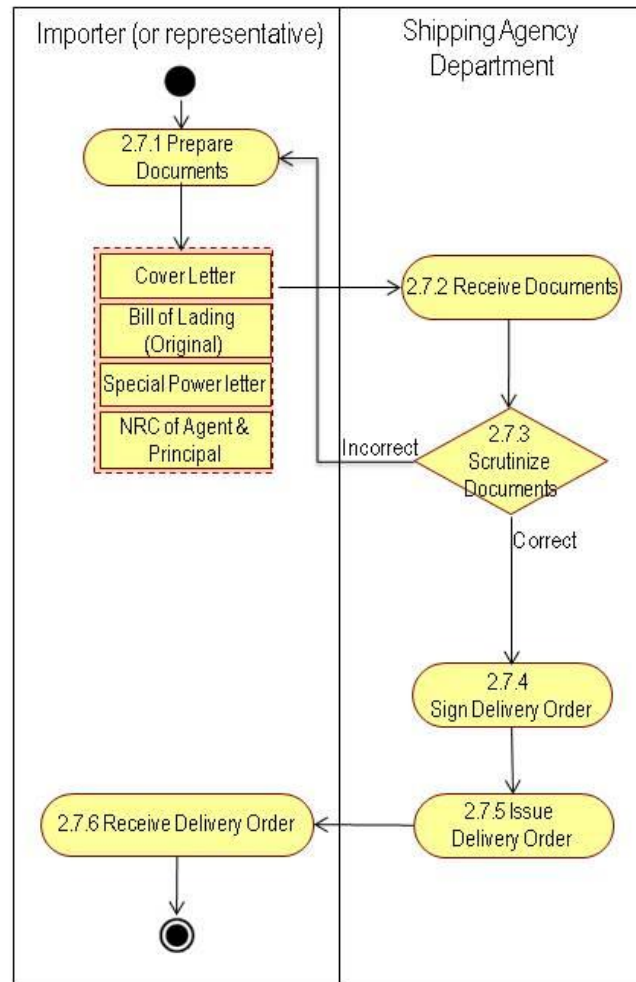 Importer (or representative)
Shipping Agency
Department
2.7.1 Prepare
Documents
Cover Letter
Bill of Lading
(Original)
Special Power letter
NRC of Agent &
Principal
2.7.2 Receive Documents
2.7.3
Scrutinize
Documents
Incorrect
Correct
2.7.4
Sign Delivery Order
2.7.5 Issue
Delivery Order
2.7.6 Receive Delivery Order